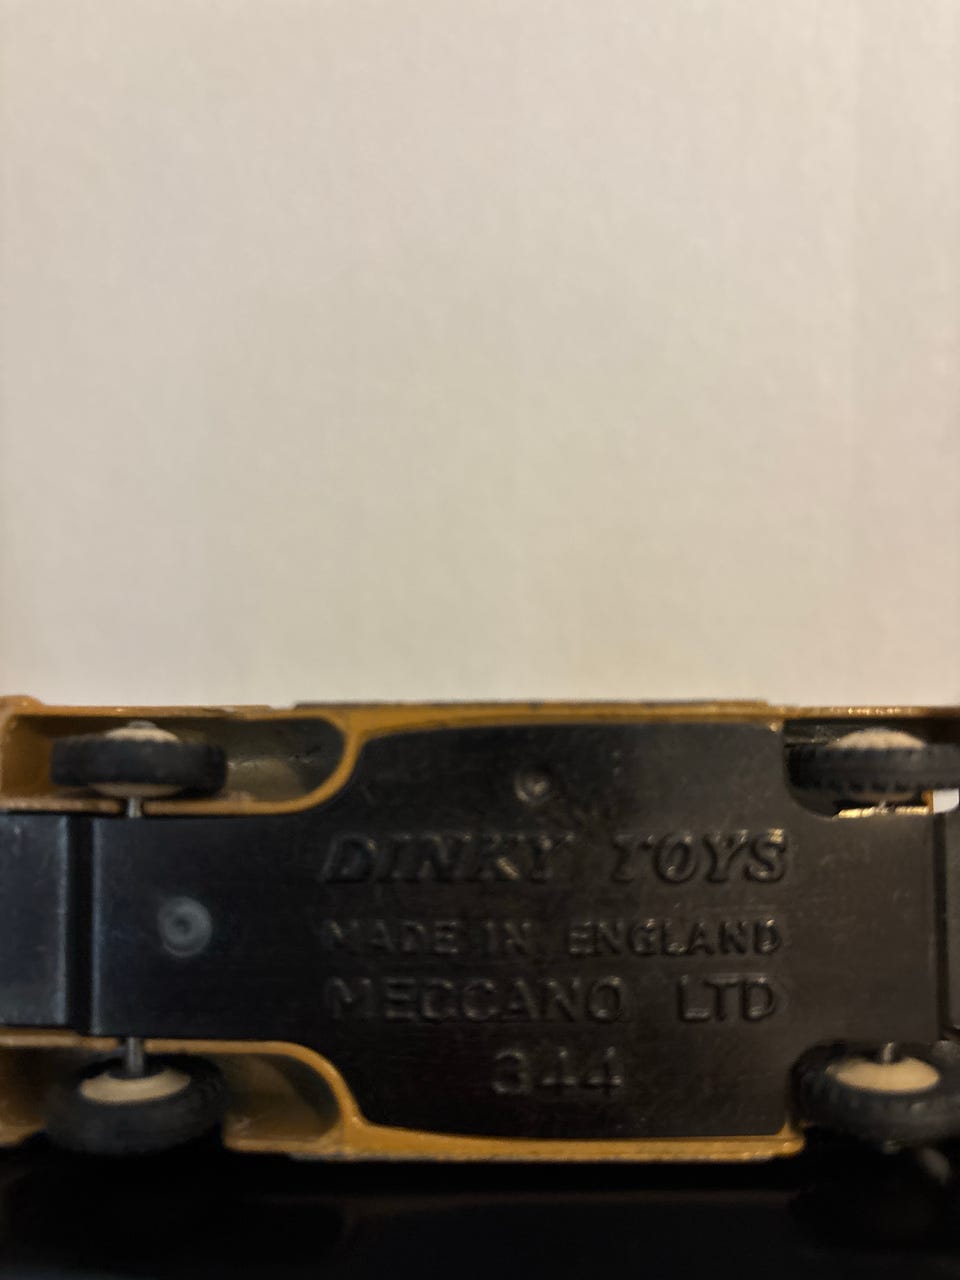 DINKY TOYS
MADE IN ENGLAND
MECCANO LTD
344